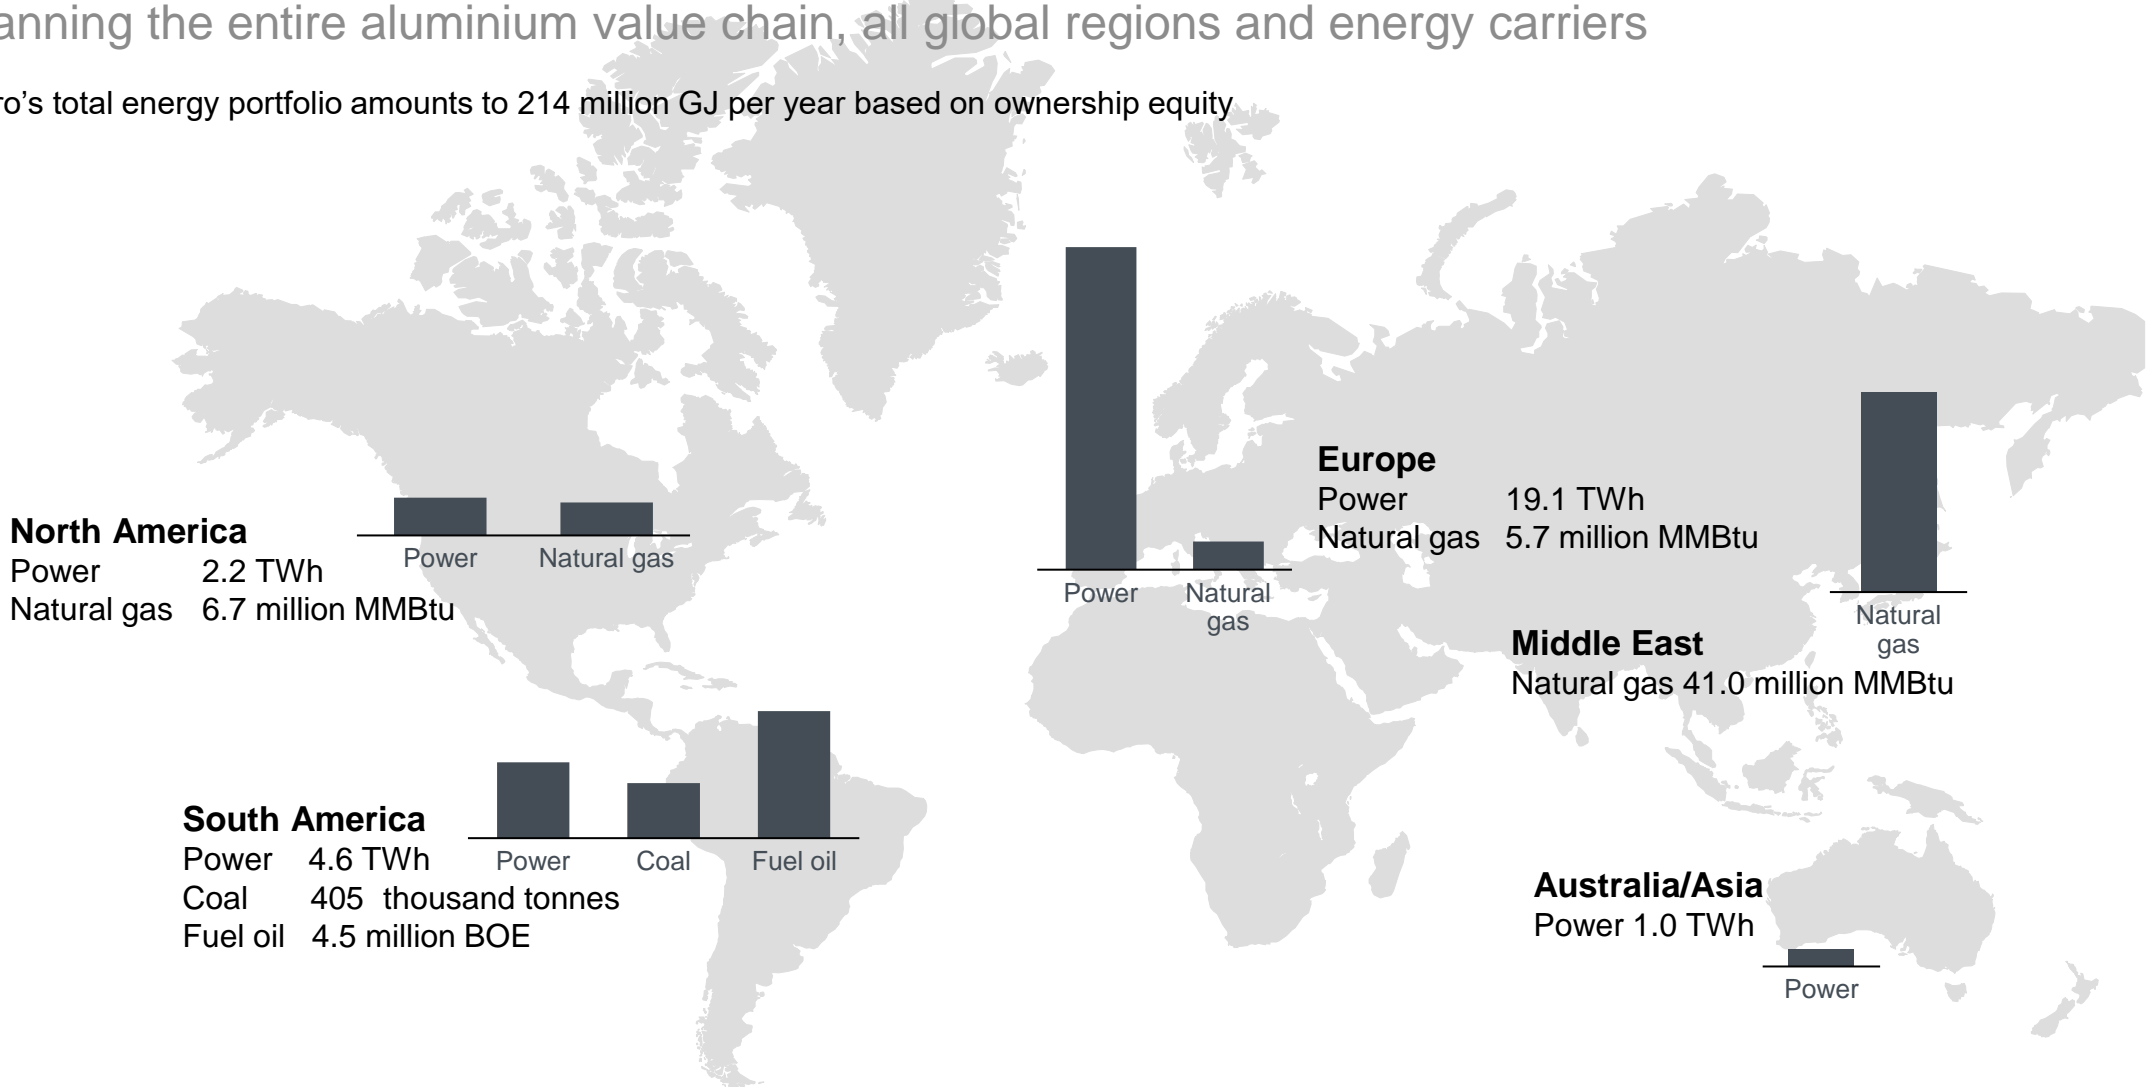 anning the entire aluminium value chain, all global regions and energy carriers
ro's total energy portfolio amounts to 214 million GJ per year based on ownership equity
North America
Power 2.2 TWh
Natural gas 6.7 million MMBtu
Power Natural gas
Europe
Power 19.1 TWh
Natural gas 5.7 million MMBtu
Power Natural
gas
Natural
gas
Middle East
Natural gas 41.0 million MMBtu
South America
Power 4.6 TWh
Coal 405 thousand tonnes
Fuel oil 4.5 million BOE
Power Coal Fuel oil
Australia/Asia
Power 1.0 TWh
Power